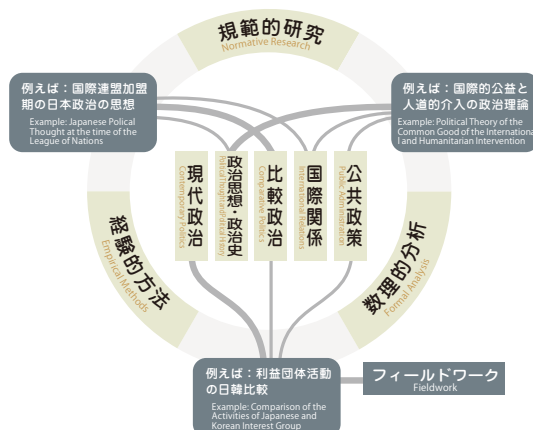 規範的研究
Normative Research
例えば：国際連盟加盟
期の日本政治の思想
Example: Japanese Polical
Thought at the time of the
League of Nations
例えば：国際的公益と
人道的介入の政治理論
Example: Political Theory of the
Common Good of the Internationa
l and Humanitarian Intervention
現代政治
Contemporary Politics
政治思想・政治史
Political Thought and Political History
比較政治
Comparative Politics
国際関係
International Relations
公共政策
Public Administration
経験的方法
Empirical Methods
数理的分析
Formal Analysis
例えば：利益団体活動
の日韓比較
Example: Comparison of the
Activities of Japanese and
Korean Interest Group
フィールドワーク
Fieldwork